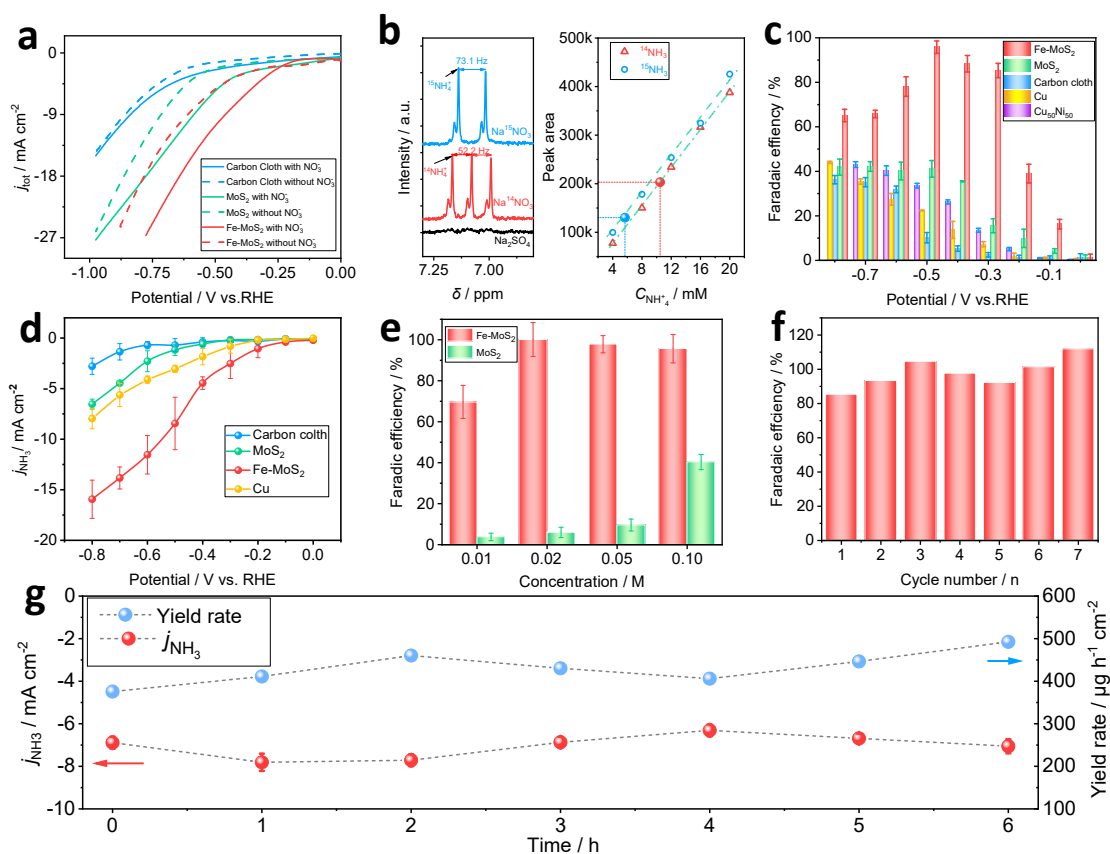 a
j_tot / mA cm⁻²
0
-9
-18
-27
Carbon Cloth with NO₃⁻
Carbon Cloth without NO₃⁻
MoS₂ with NO₃⁻
MoS₂ without NO₃⁻
Fe-MoS₂ with NO₃⁻
Fe-MoS₂ without NO₃⁻
-1.00 -0.75 -0.50 -0.25 0.00
Potential / V vs.RHE
b
Intensity / a.u.
73.1 Hz
¹⁵NH₄⁺
Na¹⁵NO₃
52.2 Hz
¹⁴NH₄⁺
Na¹⁴NO₃
Na₂SO₄
7.25 7.00
δ / ppm
Peak area
500k
400k
300k
200k
100k
¹⁴NH₃
¹⁵NH₃
4 8 12 16 20
C_NH⁺₄ / mM
c
Faradaic effiency / %
100
80
60
40
20
0
Fe-MoS₂
MoS₂
Carbon cloth
Cu
Cu₅₀Ni₅₀
-0.7 -0.5 -0.3 -0.1
Potential / V vs.RHE
d
j_NH₃ / mA cm⁻²
0
-5
-10
-15
-20
Carbon colth
MoS₂
Fe-MoS₂
Cu
-0.8 -0.6 -0.4 -0.2 0.0
Potential / V vs. RHE
e
Faradic efficiency / %
100
80
60
40
20
0
Fe-MoS₂
MoS₂
0.01 0.02 0.05 0.10
Concentration / M
f
Faradaic efficiency / %
120
100
80
60
40
20
0
1 2 3 4 5 6 7
Cycle number / n
g
j_NH3 / mA cm⁻²
0
-2
-4
-6
-8
-10
Yield rate
j_NH₃
600
500
400
300
200
100
Yield rate / µg h⁻¹ cm⁻²
0 1 2 3 4 5 6
Time / h